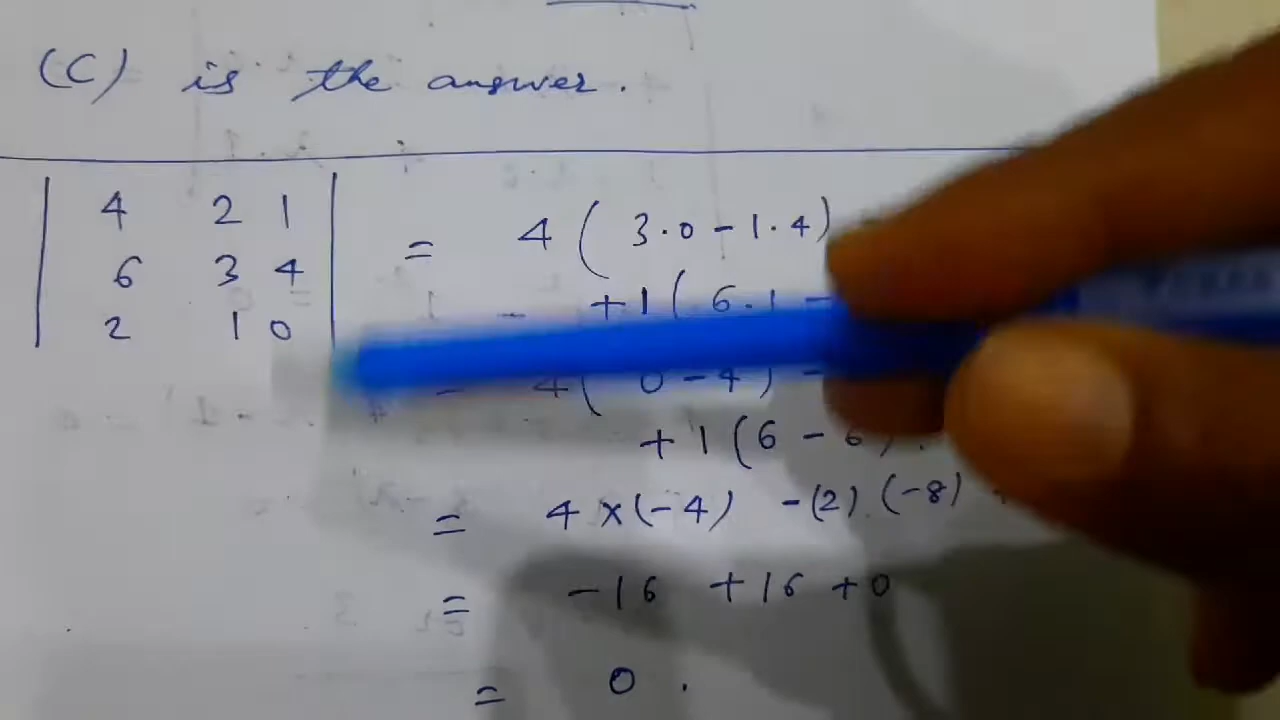 (C) is the answer.
4 2 1
6 3 4
2 1 0
= 4 ( 3.0 - 1.4)
+ 1 ( 6.1 -
= 4 ( 0 - 4) -
+ 1 (6 - 6)
= 4 x (-4) - (2) (-8) +
= -16 + 16 + 0
= 0 .